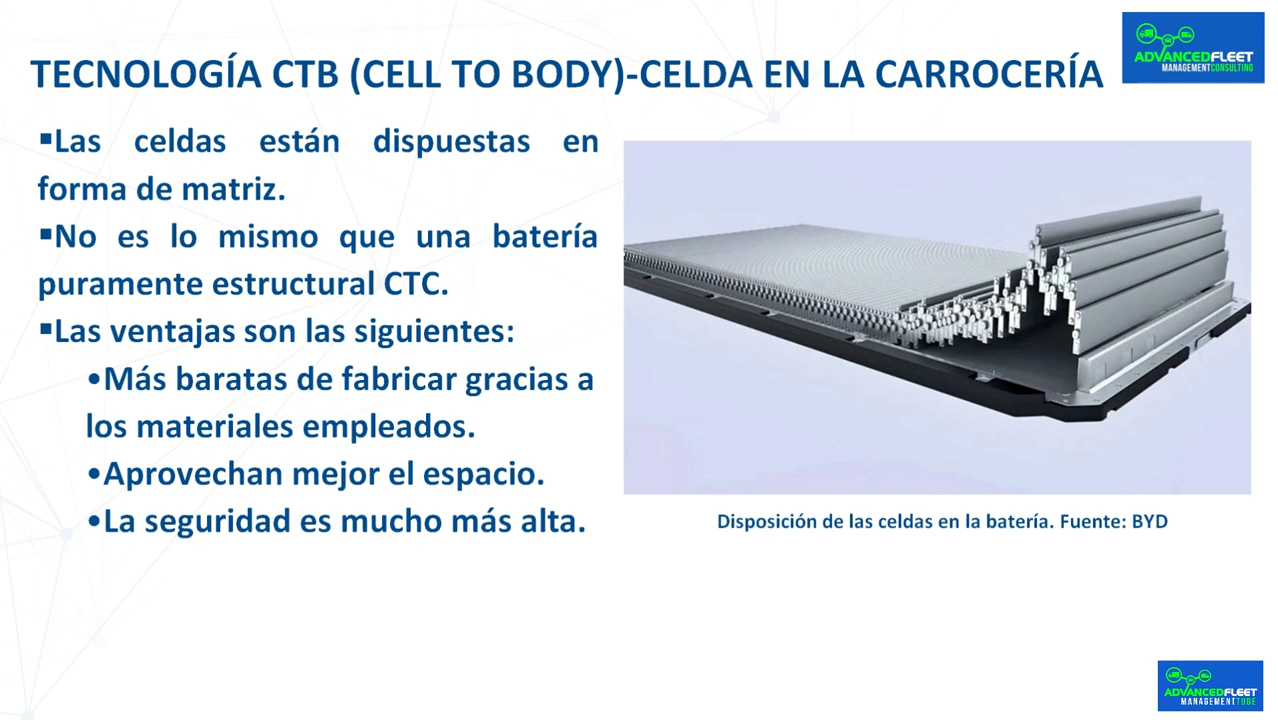 TECNOLOGÍA CTB (CELL TO BODY)-CELDA EN LA CARROCERÍA
ADVANCEDFLEET
MANAGEMENTCONSULTING
▪Las celdas están dispuestas en
forma de matriz.
▪No es lo mismo que una batería
puramente estructural CTC.
▪Las ventajas son las siguientes:
•Más baratas de fabricar gracias a
los materiales empleados.
•Aprovechan mejor el espacio.
•La seguridad es mucho más alta.
Disposición de las celdas en la batería. Fuente: BYD
ADVANCEDFLEET
MANAGEMENTTUBE